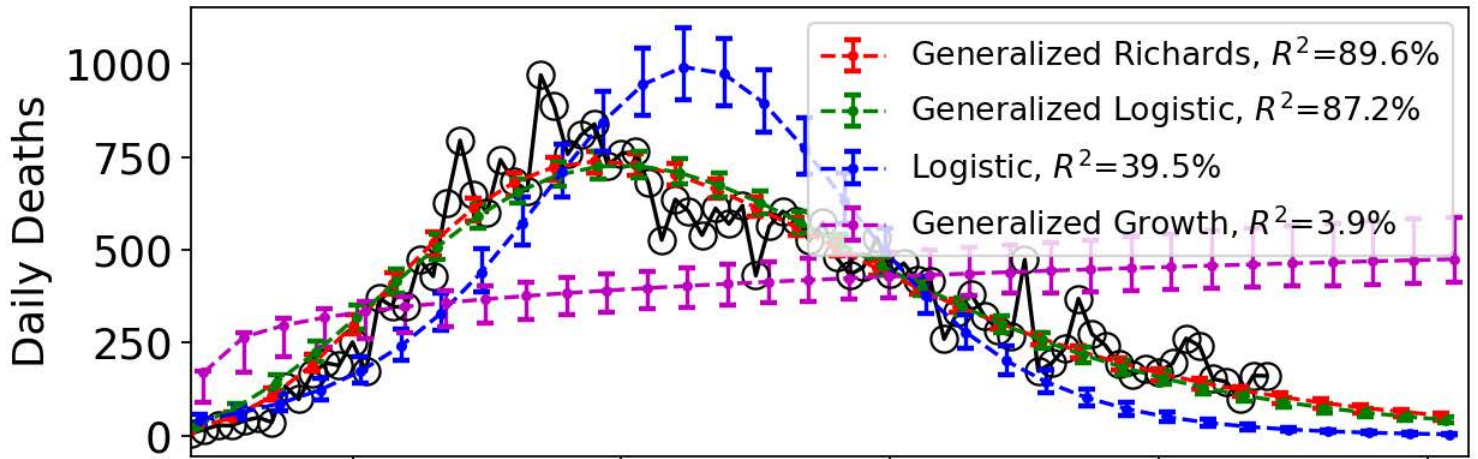 Daily Deaths
1000
750
500
250
0
Generalized Richards, R²=89.6%
Generalized Logistic, R²=87.2%
Logistic, R²=39.5%
Generalized Growth, R²=3.9%